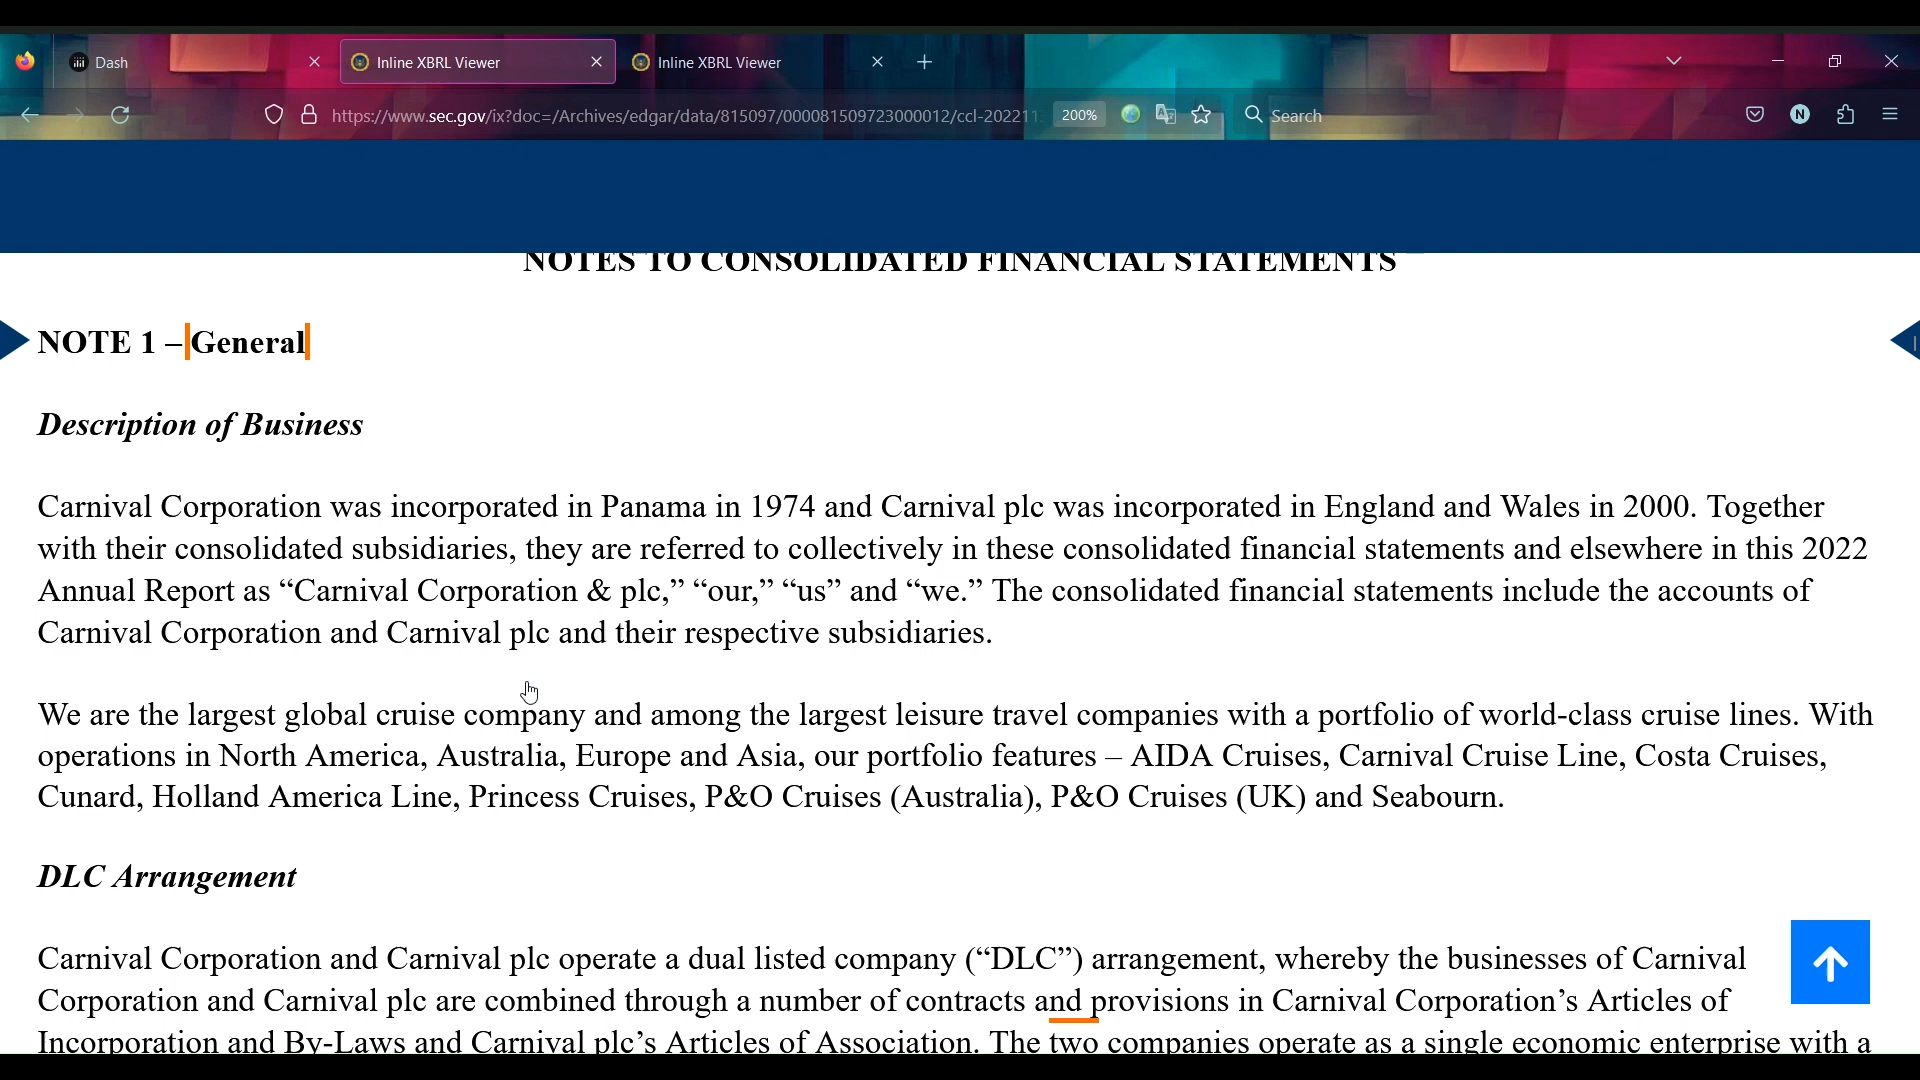 Dash
Inline XBRL Viewer
Inline XBRL Viewer
https://www.sec.gov/ix?doc=/Archives/edgar/data/815097/000081509723000012/ccl-202211
200%
Search
N
NOTES TO CONSOLIDATED FINANCIAL STATEMENTS
NOTE 1 – General
Description of Business
Carnival Corporation was incorporated in Panama in 1974 and Carnival plc was incorporated in England and Wales in 2000. Together
with their consolidated subsidiaries, they are referred to collectively in these consolidated financial statements and elsewhere in this 2022
Annual Report as “Carnival Corporation & plc,” “our,” “us” and “we.” The consolidated financial statements include the accounts of
Carnival Corporation and Carnival plc and their respective subsidiaries.
We are the largest global cruise company and among the largest leisure travel companies with a portfolio of world-class cruise lines. With
operations in North America, Australia, Europe and Asia, our portfolio features – AIDA Cruises, Carnival Cruise Line, Costa Cruises,
Cunard, Holland America Line, Princess Cruises, P&O Cruises (Australia), P&O Cruises (UK) and Seabourn.
DLC Arrangement
Carnival Corporation and Carnival plc operate a dual listed company (“DLC”) arrangement, whereby the businesses of Carnival
Corporation and Carnival plc are combined through a number of contracts and provisions in Carnival Corporation’s Articles of
Incorporation and By-Laws and Carnival plc’s Articles of Association. The two companies operate as a single economic enterprise with a